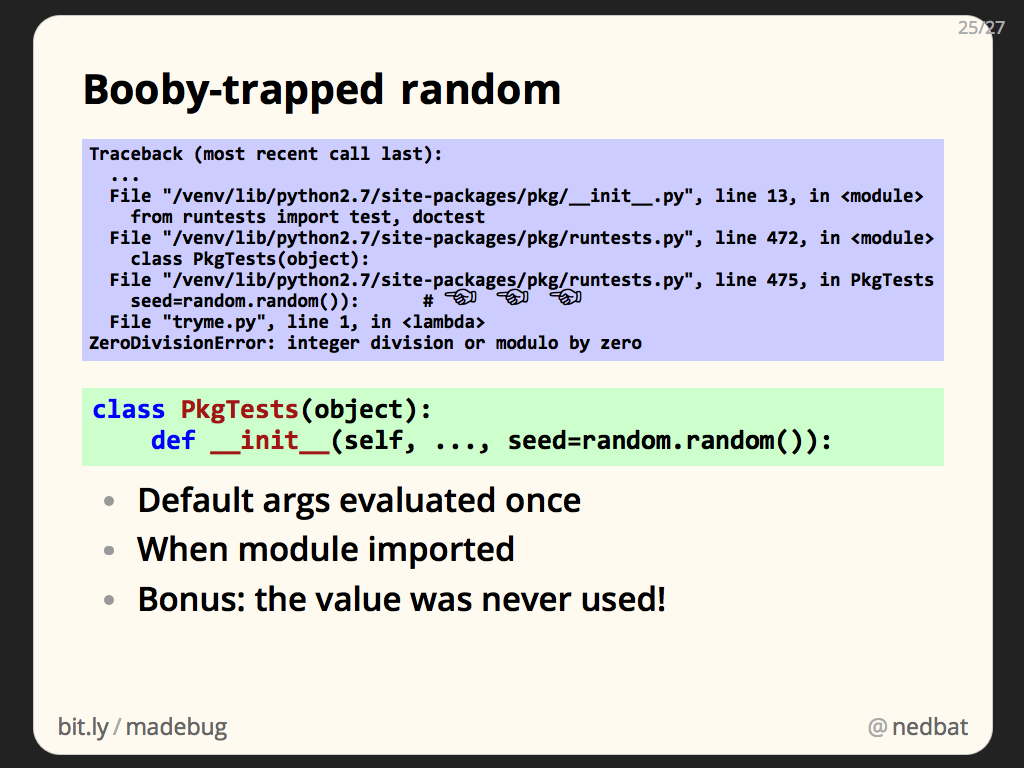 25/27
Booby-trapped random
Traceback (most recent call last):
  ...
  File "/venv/lib/python2.7/site-packages/pkg/__init__.py", line 13, in <module>
    from runtests import test, doctest
  File "/venv/lib/python2.7/site-packages/pkg/runtests.py", line 472, in <module>
    class PkgTests(object):
  File "/venv/lib/python2.7/site-packages/pkg/runtests.py", line 475, in PkgTests
    seed=random.random()):      # ☜ ☜ ☜
  File "tryme.py", line 1, in <lambda>
ZeroDivisionError: integer division or modulo by zero
class PkgTests(object):
    def __init__(self, ..., seed=random.random()):
• Default args evaluated once
• When module imported
• Bonus: the value was never used!
bit.ly/madebug
@nedbat